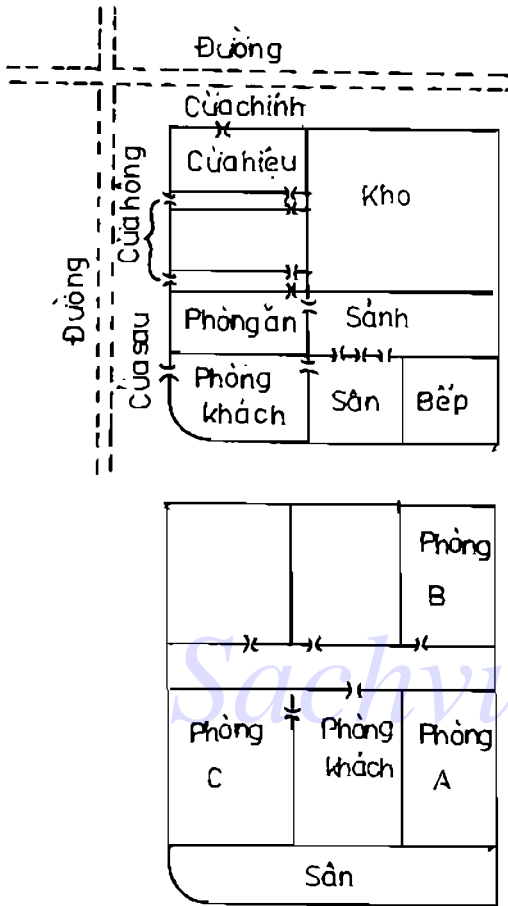 Đường
Cửa chính
Cửa hiệu
Kho
Cửa hông
Đường
Phòng ăn
Sảnh
Cửa sau
Phòng
khách
Sân
Bếp
Phòng
B
Sachvu
Phòng
C
Phòng
khách
Phòng
A
Sân